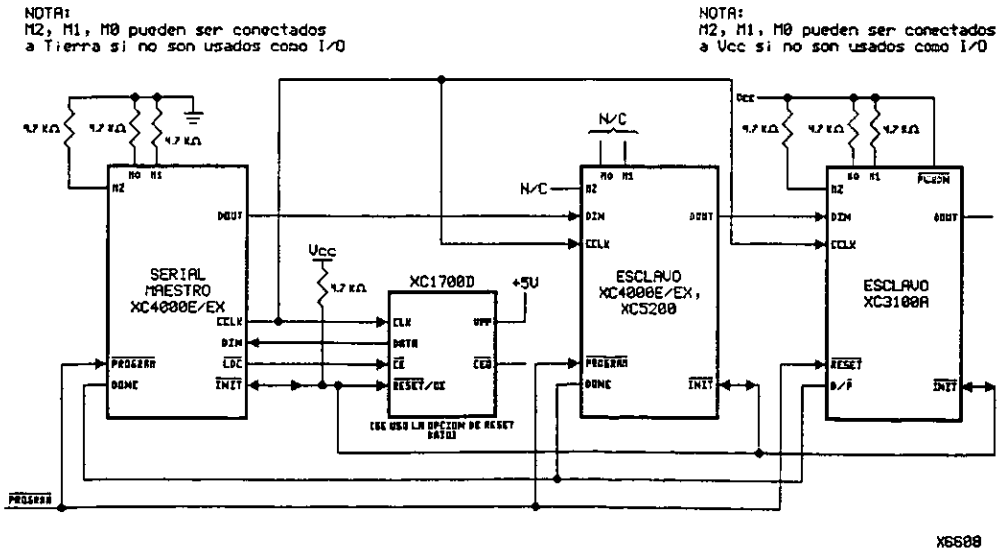 NOTA:
M2, M1, M0 pueden ser conectados
a Tierra si no son usados como I/O
NOTA:
M2, M1, M0 pueden ser conectados
a Vcc si no son usados como I/O
4.7 KΩ
4.7 KΩ
4.7 KΩ
M0 M1
M2
DOUT
SERIAL
MAESTRO
XC4000E/EX
CCLK
DIN
LDC
INIT
PROGRAM
DONE
Vcc
4.7 KΩ
XC1700D
+5V
CLK
VPP
DATA
CE
CEO
RESET/OE
(SE USO LA OPCION DE RESET
BAJO)
N/C
M0 M1
N/C
M2
DIN
DOUT
CCLK
ESCLAVO
XC4000E/EX,
XC5200
PROGRAM
DONE
INIT
Vcc
4.7 KΩ
4.7 KΩ
4.7 KΩ
M0 M1
PWRDN
M2
DIN
DOUT
CCLK
ESCLAVO
XC3100A
RESET
D/P
INIT
PROGRAM
X6608